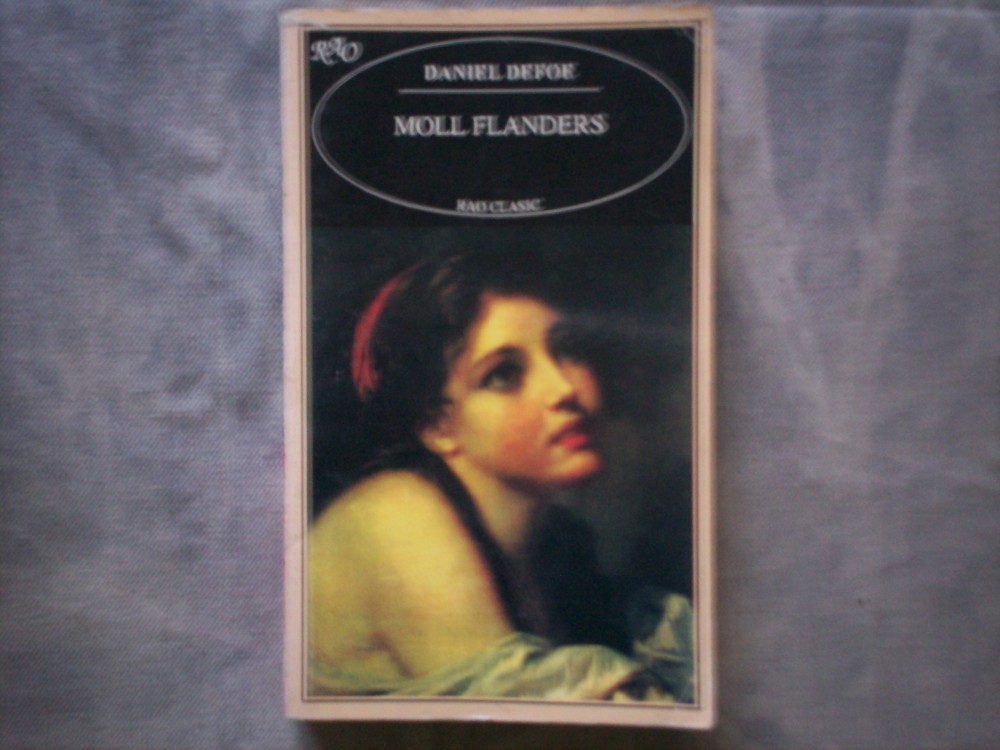 RAO
DANIEL DEFOE
MOLL FLANDERS
RAO CLASIC